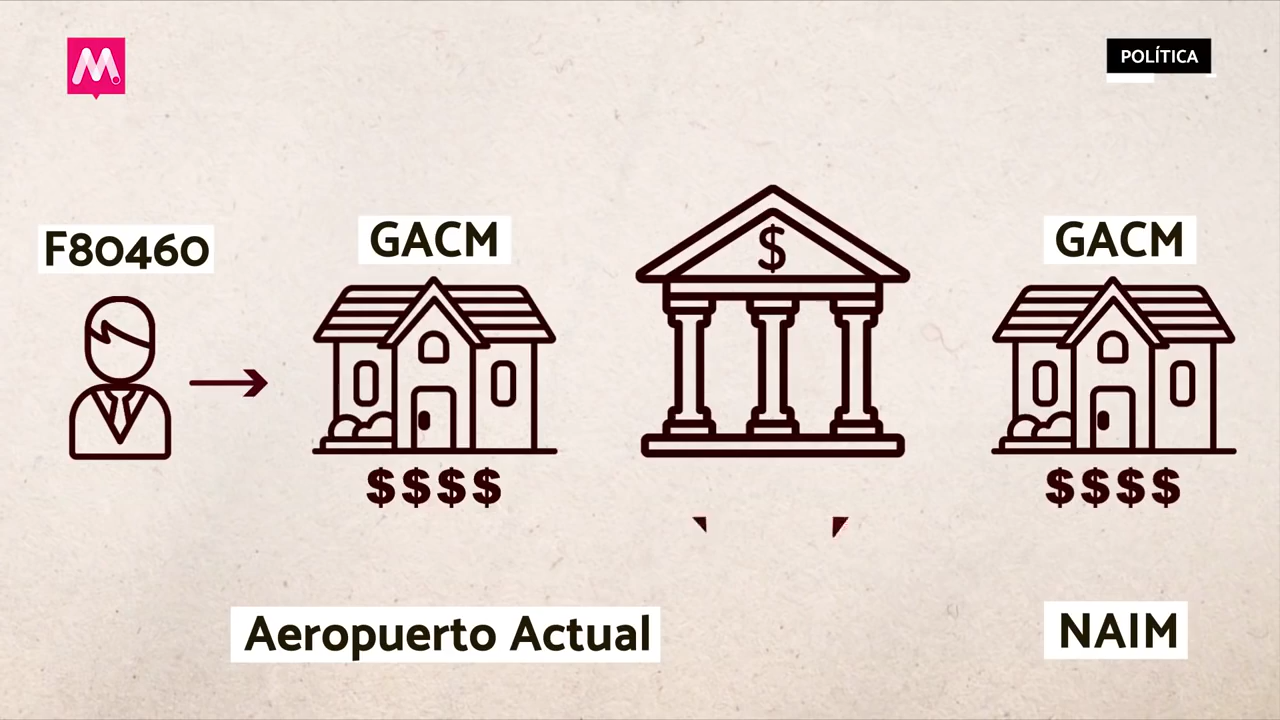 M
POLÍTICA
F80460
GACM
$
GACM
$$$$
$$$$
Aeropuerto Actual
NAIM